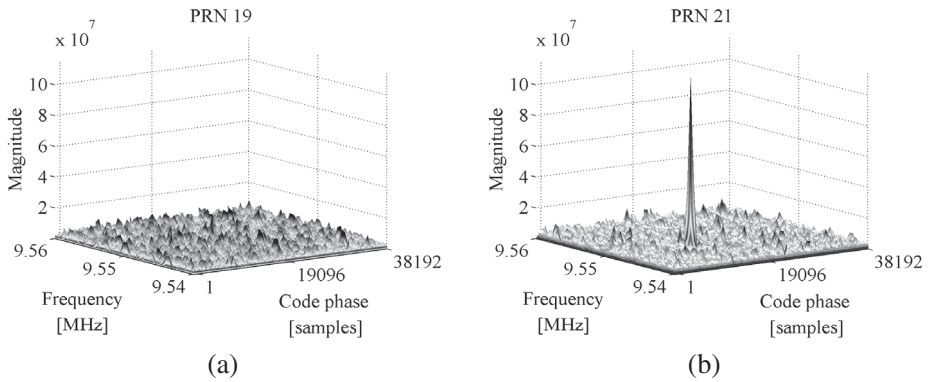 PRN 19
x 10^7
10
8
6
4
2
Magnitude
9.56
9.55
9.54
Frequency
[MHz]
1
19096
38192
Code phase
[samples]
(a)
PRN 21
x 10^7
10
8
6
4
2
Magnitude
9.56
9.55
9.54
Frequency
[MHz]
1
19096
38192
Code phase
[samples]
(b)